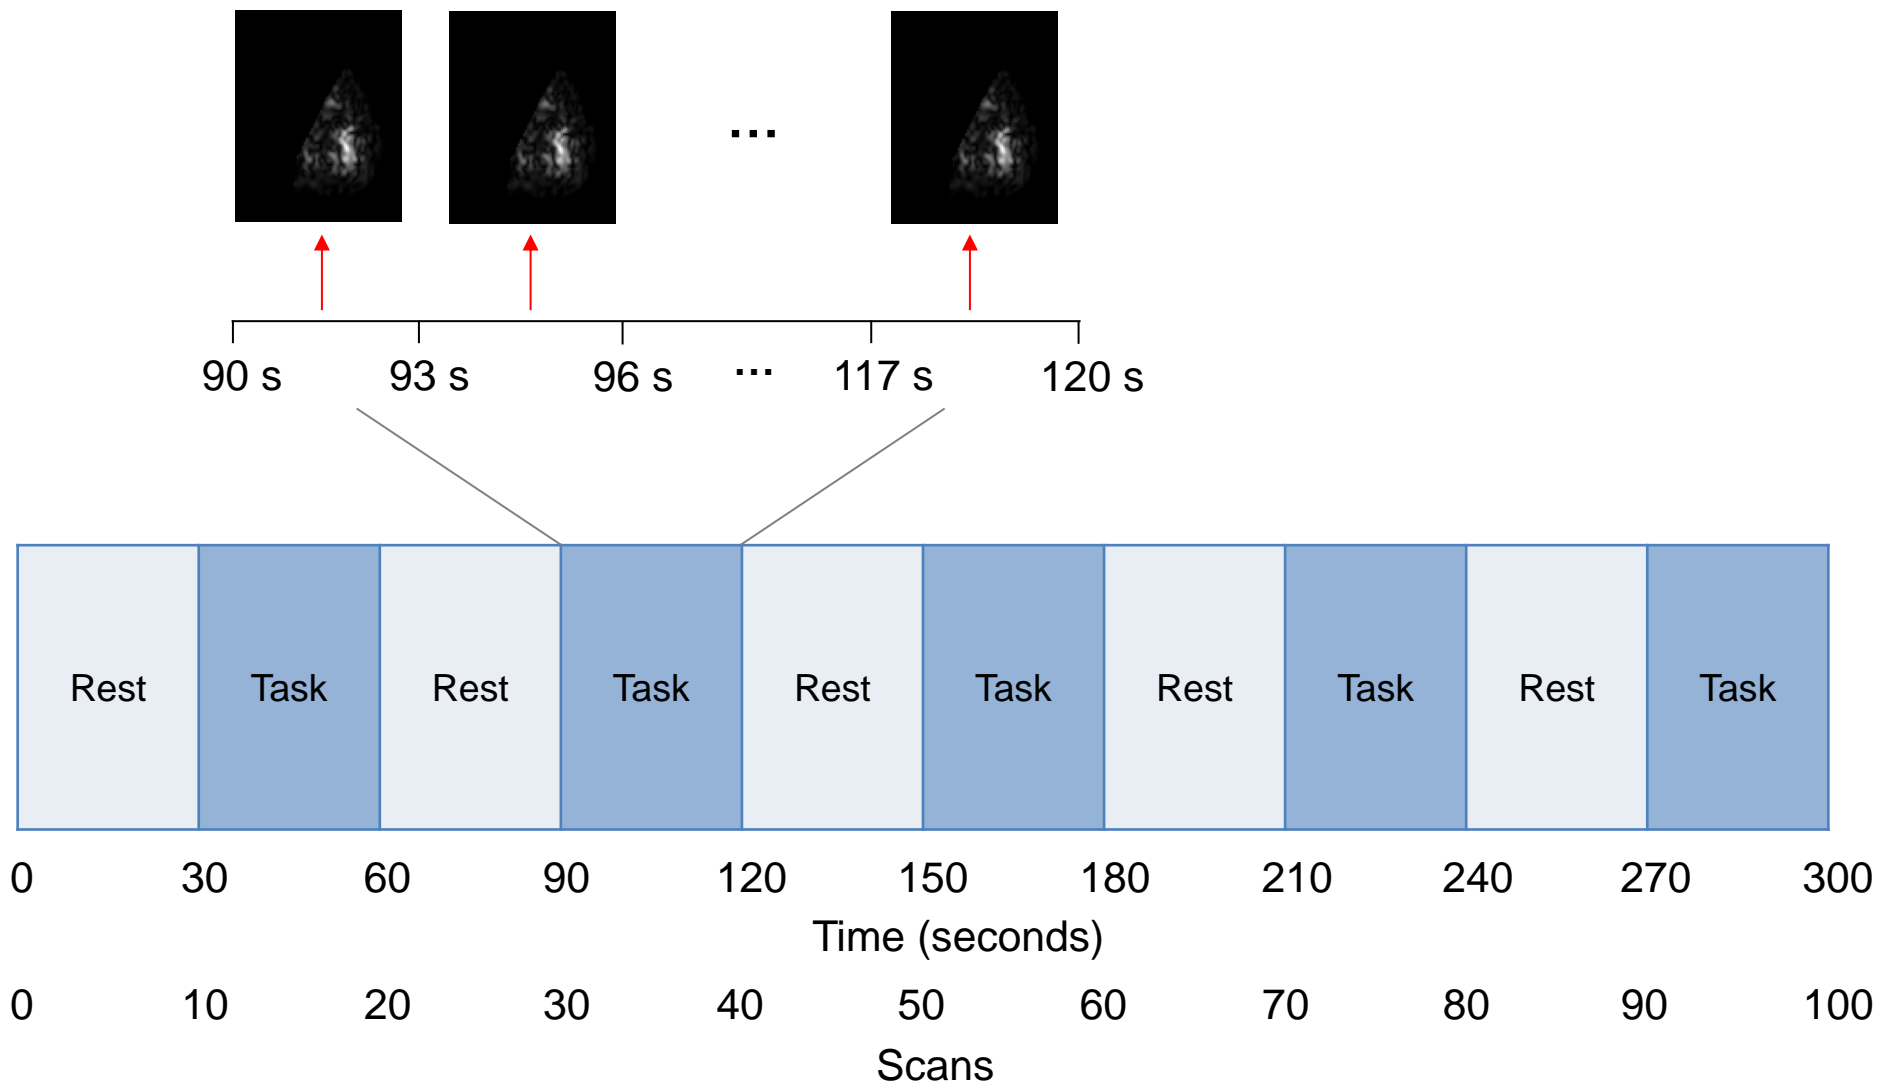 ...
90 s 93 s 96 s ... 117 s 120 s
Rest Task Rest Task Rest Task Rest Task Rest Task
0 30 60 90 120 150 180 210 240 270 300
Time (seconds)
0 10 20 30 40 50 60 70 80 90 100
Scans